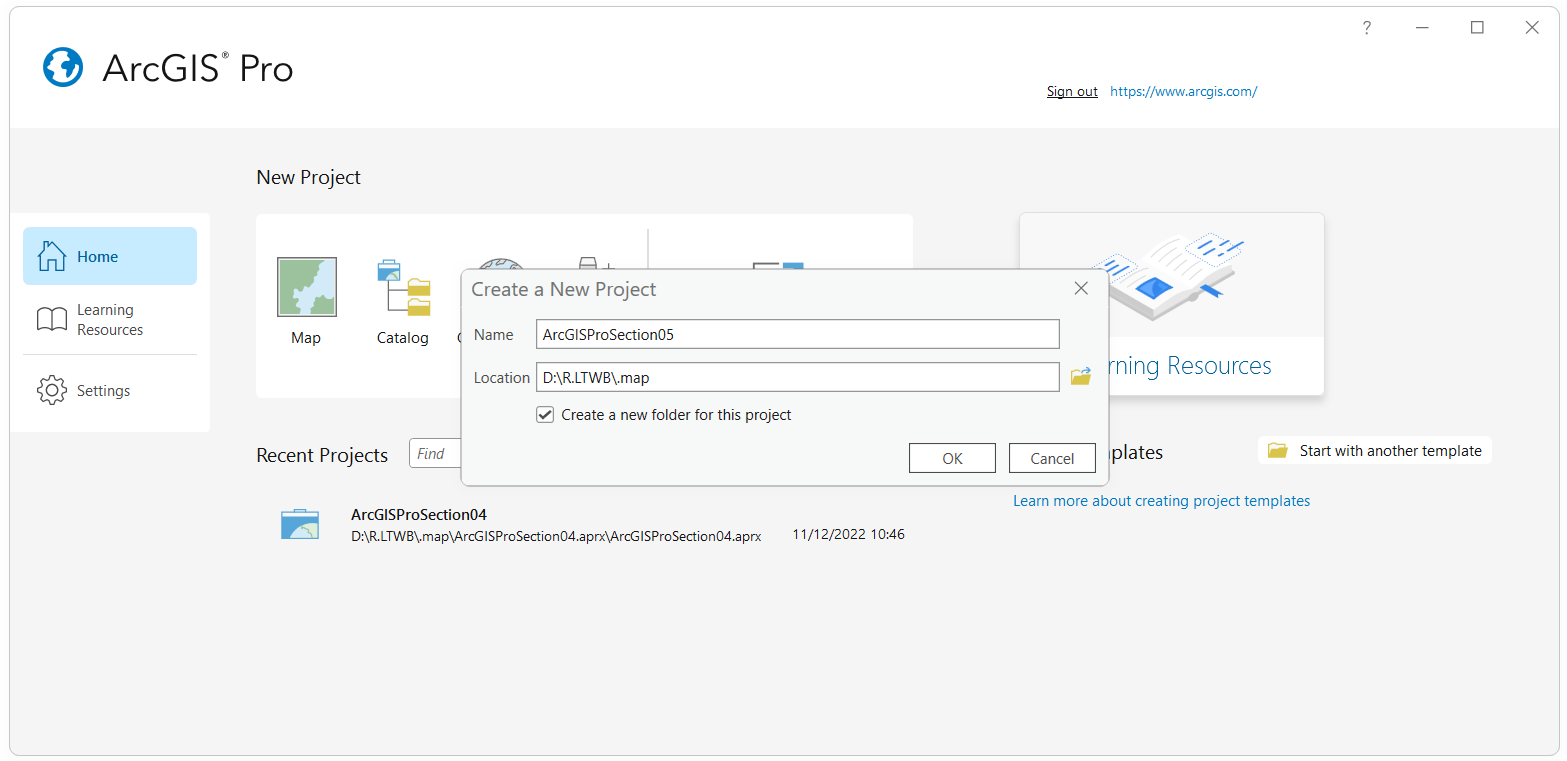 ?
ArcGIS® Pro
Sign out https://www.arcgis.com/
New Project
Home
Learning
Resources
Settings
Map
Catalog
Create a New Project
Name
ArcGISProSection05
Location
D:\R.LTWB\.map
Create a new folder for this project
OK
Cancel
Resources
Recent Projects
Find
Start with another template
Learn more about creating project templates
ArcGISProSection04
D:\R.LTWB\.map\ArcGISProSection04.aprx\ArcGISProSection04.aprx
11/12/2022 10:46